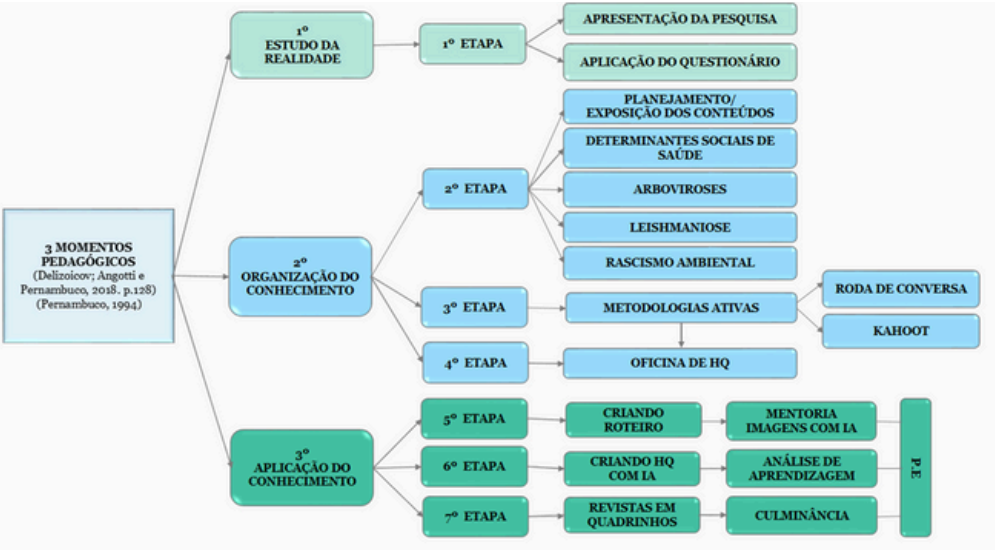 3 MOMENTOS
PEDAGÓGICOS
(Delizoicov; Angotti e
Pernambuco, 2018. p.128)
(Pernambuco, 1994)
1º
ESTUDO DA
REALIDADE
1º ETAPA
APRESENTAÇÃO DA PESQUISA
APLICAÇÃO DO QUESTIONÁRIO
2º
ORGANIZAÇÃO DO
CONHECIMENTO
2º ETAPA
PLANEJAMENTO/
EXPOSIÇÃO DOS CONTEÚDOS
DETERMINANTES SOCIAIS DE
SAÚDE
ARBOVIROSES
LEISHMANIOSE
RASCISMO AMBIENTAL
3º ETAPA
METODOLOGIAS ATIVAS
RODA DE CONVERSA
KAHOOT
4º ETAPA
OFICINA DE HQ
3º
APLICAÇÃO DO
CONHECIMENTO
5º ETAPA
CRIANDO
ROTEIRO
MENTORIA
IMAGENS COM IA
6º ETAPA
CRIANDO HQ
COM IA
ANÁLISE DE
APRENDIZAGEM
7º ETAPA
REVISTAS EM
QUADRINHOS
CULMINÂNCIA
P.E